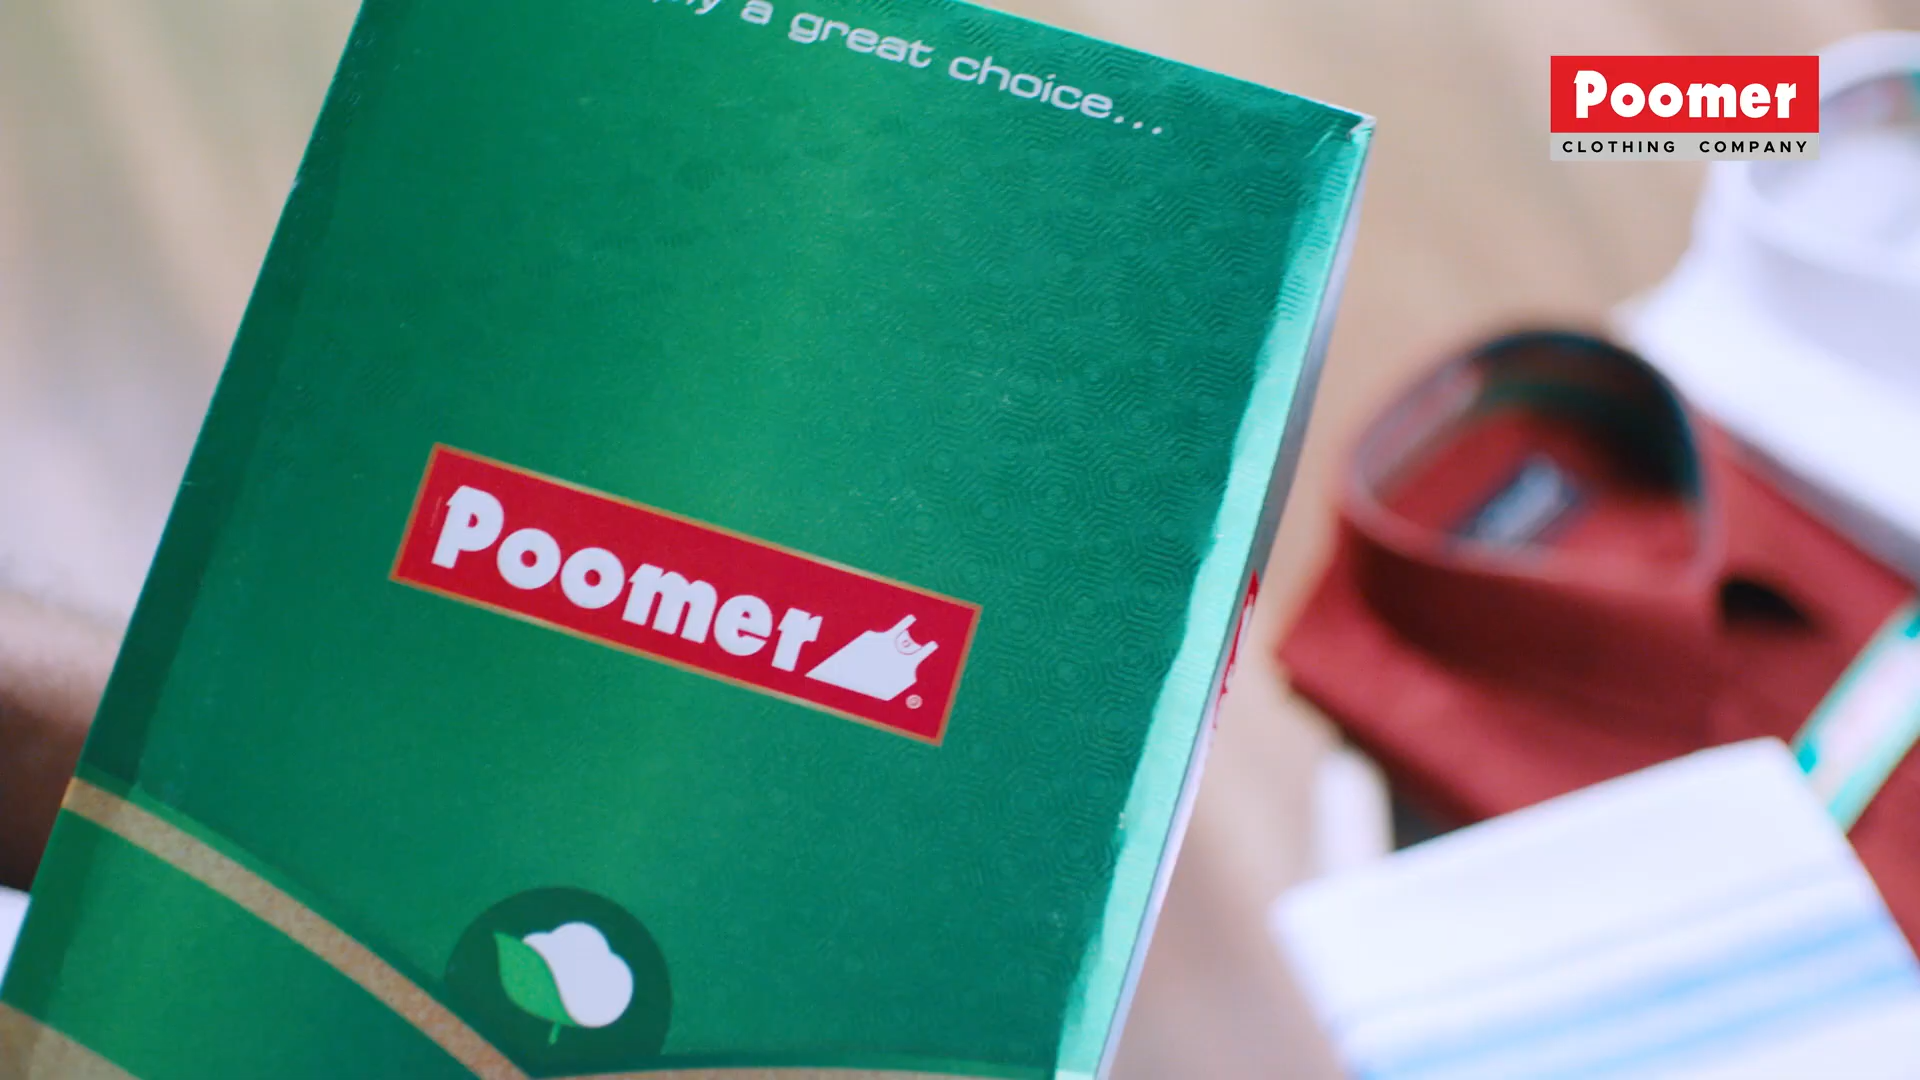 a great choice...
Poomer
CLOTHING COMPANY
Poomer
®